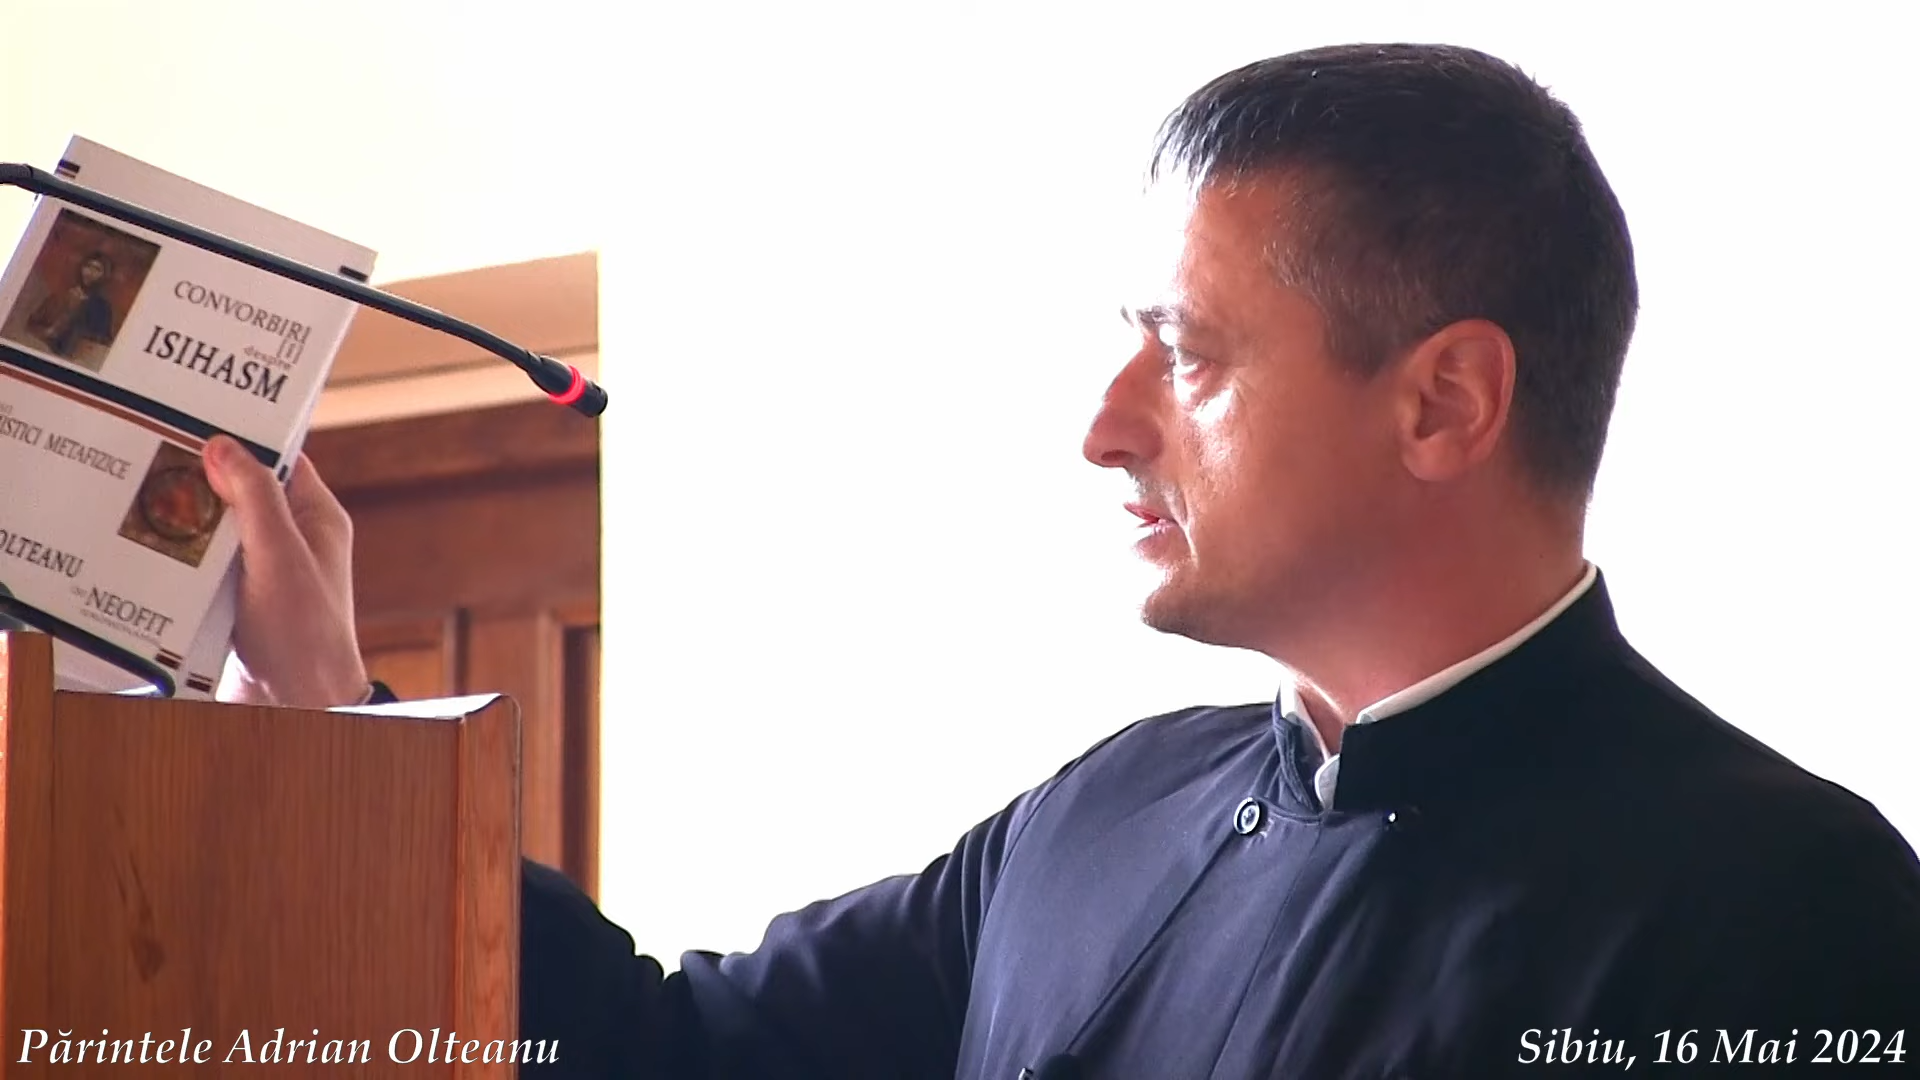 CONVORBIRI
[I]
despre
ISIHASM
METAFIZICE
OLTEANU
NEOFIT
Părintele Adrian Olteanu
Sibiu, 16 Mai 2024